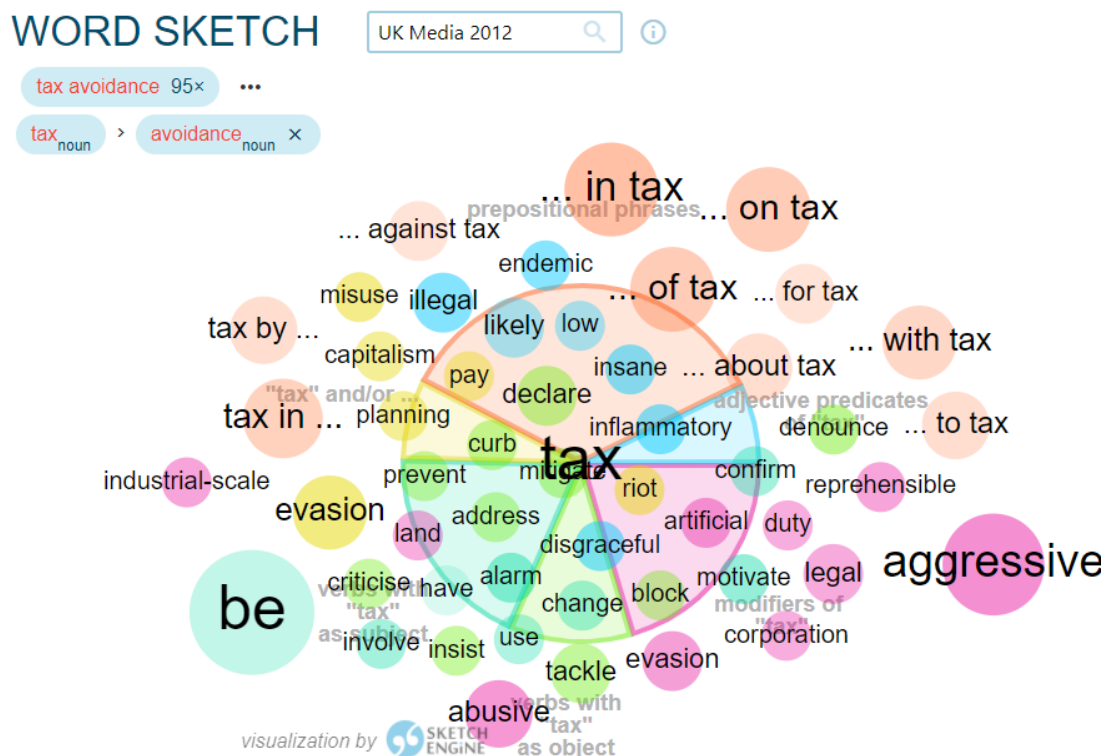 WORD SKETCH
UK Media 2012
tax avoidance 95×
tax noun > avoidance noun ×
... in tax
prepositional phrases
... on tax
... against tax
endemic
misuse
illegal
... of tax
... for tax
tax by ...
likely
low
... with tax
capitalism
insane
... about tax
pay
declare
"tax" and/or ...
adjective predicates
of "tax"
tax in ...
planning
inflammatory
denounce
... to tax
curb
tax
prevent
mitigate
confirm
industrial-scale
riot
reprehensible
evasion
address
artificial
duty
land
disgraceful
aggressive
criticise
have
alarm
motivate
legal
verbs with
"tax"
as subject
be
change
block
modifiers of
"tax"
involve
insist
use
corporation
tackle
evasion
abusive
verbs with
"tax"
as object
visualization by SKETCH
ENGINE